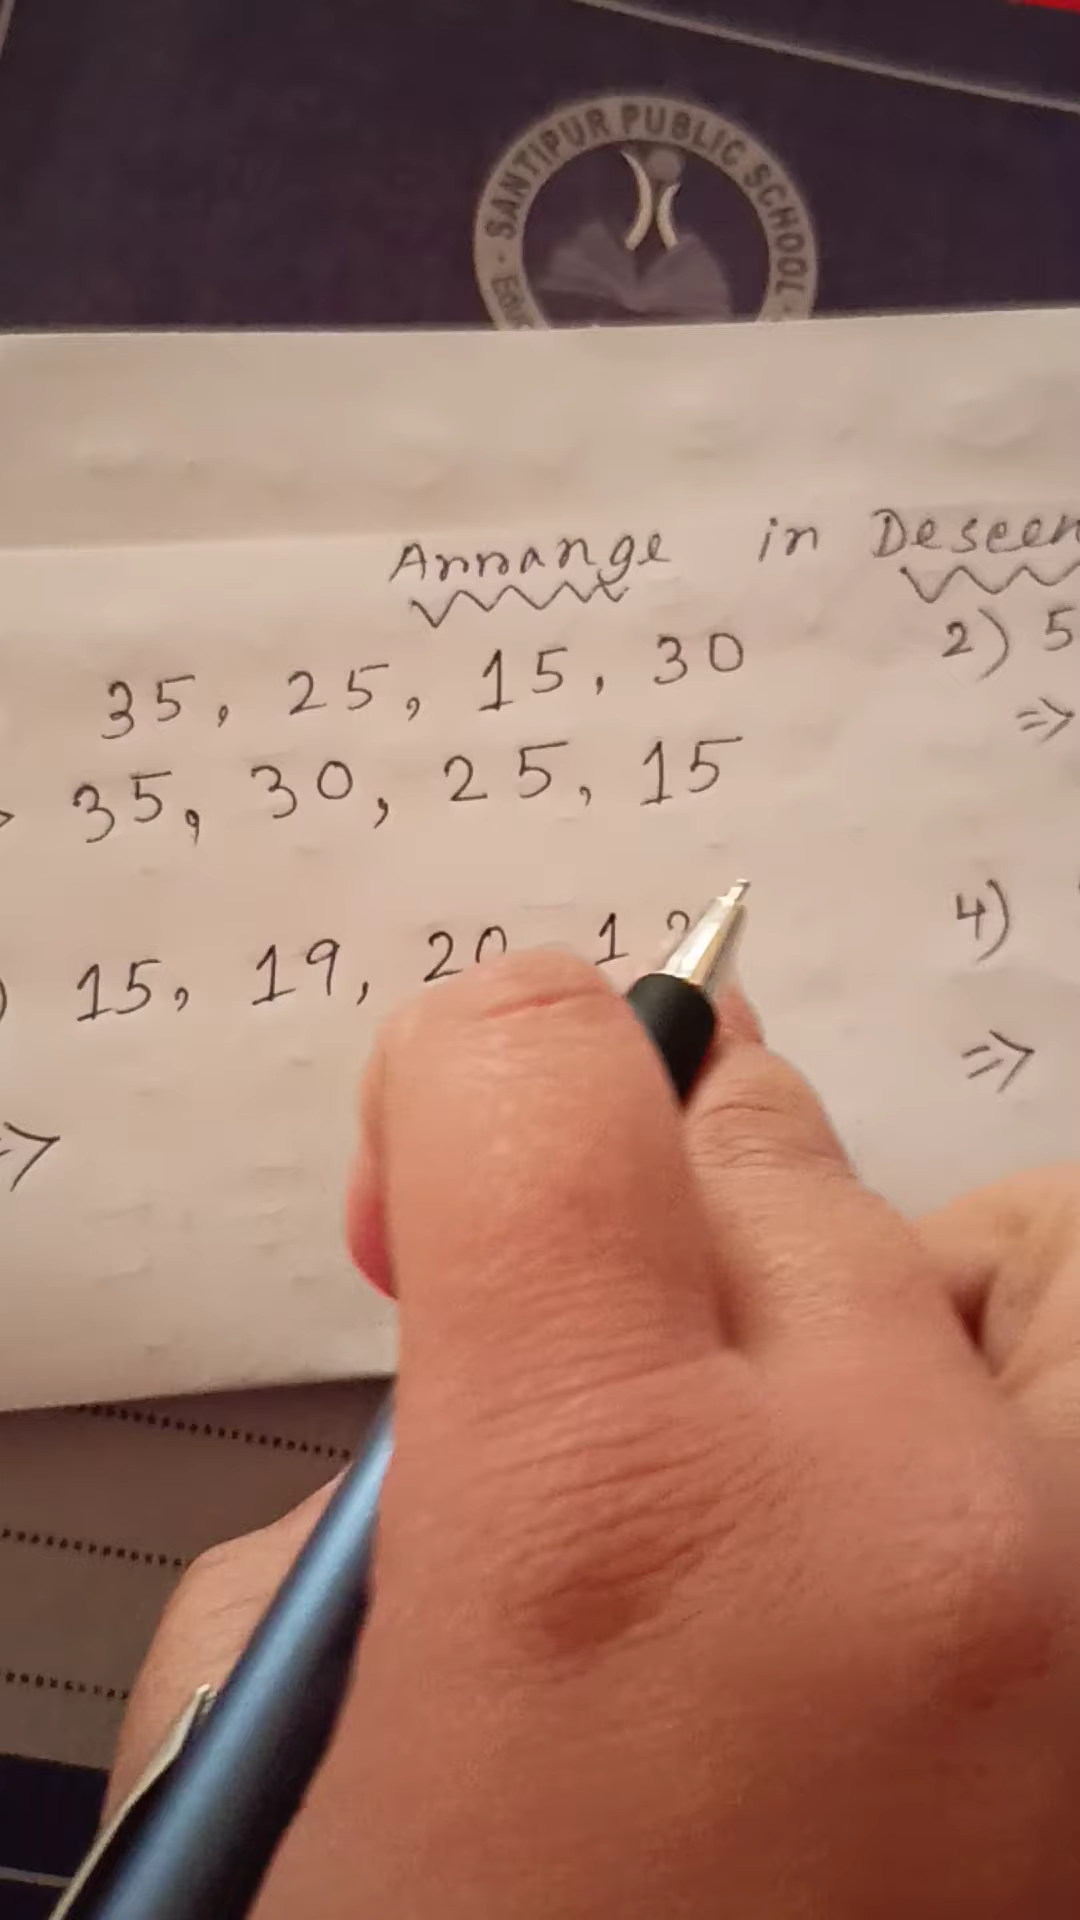 SANTIPUR PUBLIC SCHOOL
Arrange in Descen
35, 25, 15, 30
2) 5
⇒
35, 30, 25, 15
) 15, 19, 20
4)
⇒
⇒